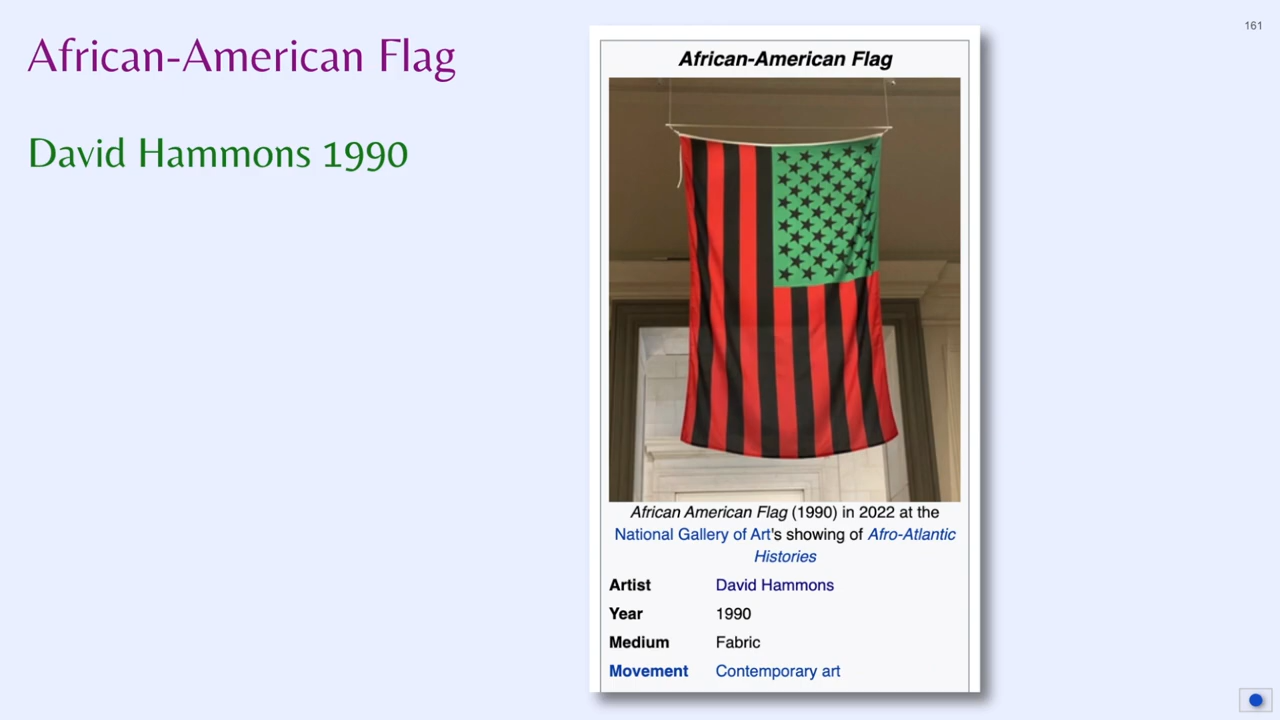 African-American Flag
David Hammons 1990
161
African-American Flag
African American Flag (1990) in 2022 at the
National Gallery of Art's showing of Afro-Atlantic
Histories
Artist David Hammons
Year 1990
Medium Fabric
Movement Contemporary art